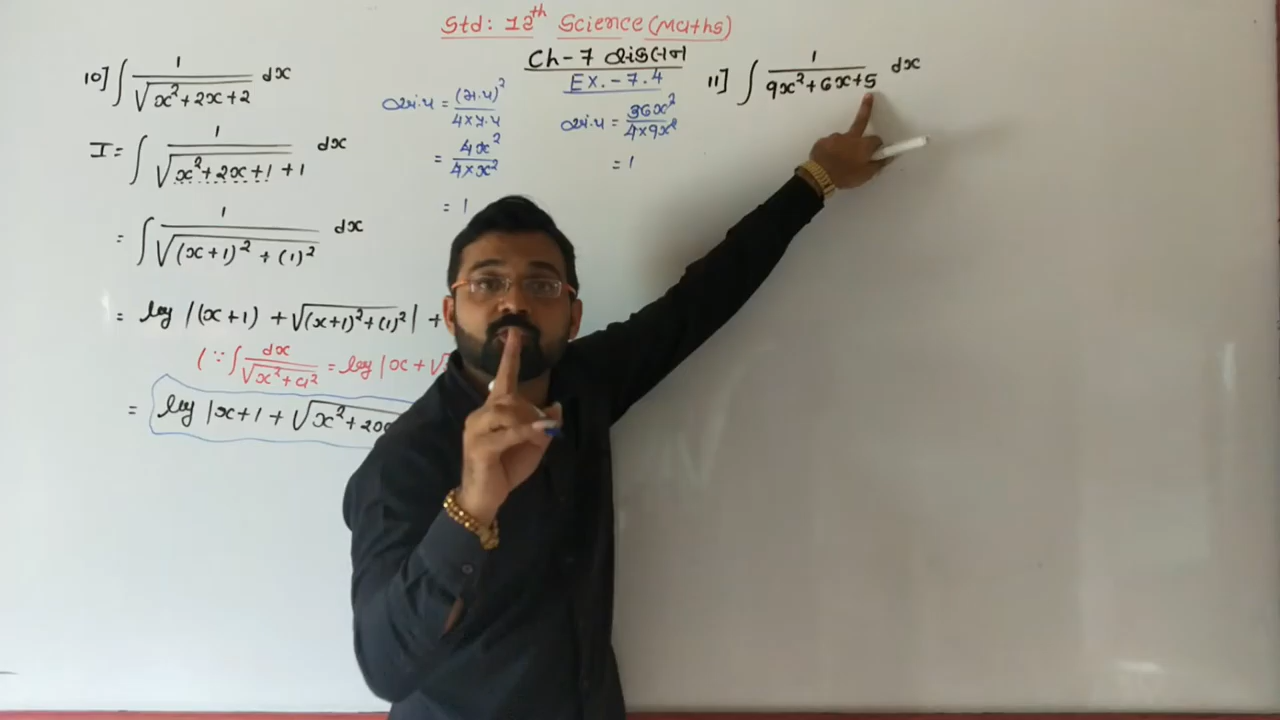 Std: 12th Science (Maths)
Ch-7 સંકલન
EX.-7.4
10] ∫ 1/√(x²+2x+2) dx
I = ∫ 1/√(x²+2x+1+1) dx
= ∫ 1/√((x+1)²+(1)²) dx
= log |(x+1) + √((x+1)²+(1)²)| +
(∵ ∫ dx/√(x²+a²) = log |x+√
= log |x+1+√(x²+2x
અં.પ = (મ.પ)²/4×પ્ર.પ
= 4x²/4×x²
= 1
અં.પ = 36x²/4×9x²
= 1
11] ∫ 1/(9x²+6x+5) dx